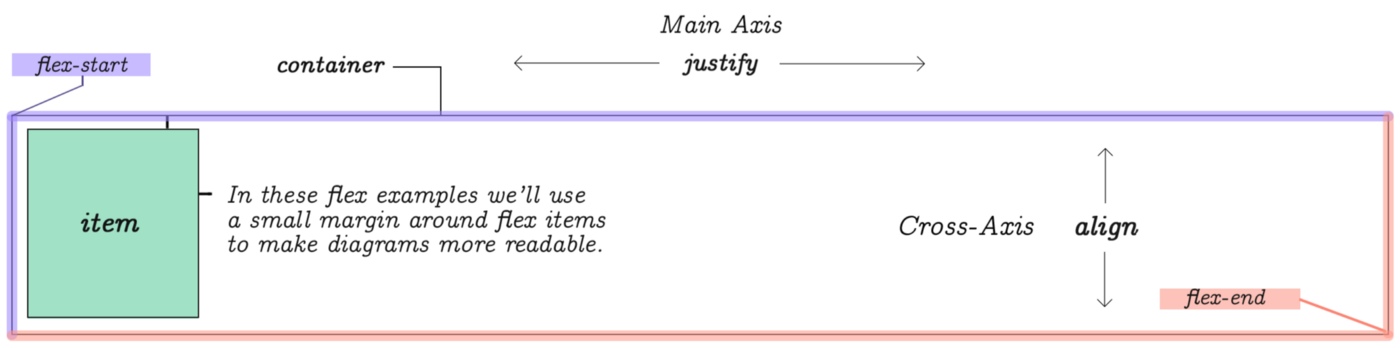 Main Axis
flex-start
container
justify
In these flex examples we'll use
a small margin around flex items
to make diagrams more readable.
item
Cross-Axis
align
flex-end